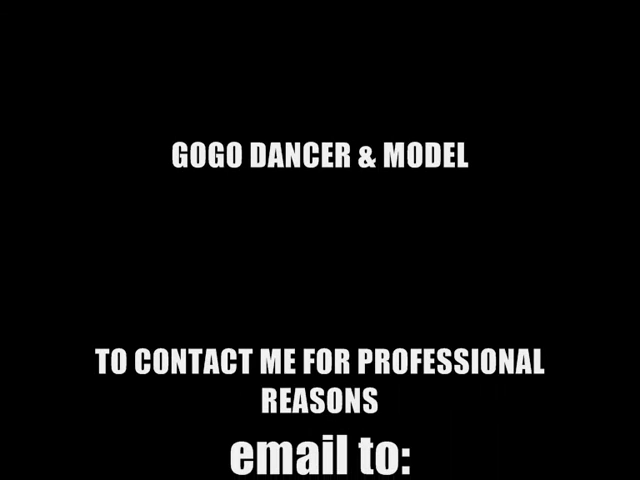 GOGO DANCER & MODEL
TO CONTACT ME FOR PROFESSIONAL
REASONS
email to: